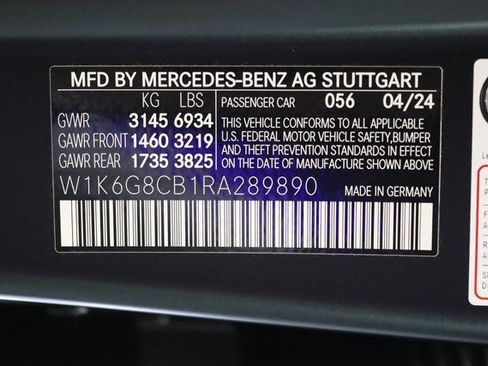 MFD BY MERCEDES-BENZ AG STUTTGART
KG LBS PASSENGER CAR 056 04/24
GVWR 3145 6934
GAWR FRONT 1460 3219
GAWR REAR 1735 3825
THIS VEHICLE CONFORMS TO ALL APPLICABLE
U.S. FEDERAL MOTOR VEHICLE SAFETY, BUMPER
AND THEFT PREVENTION STANDARDS IN EFFECT
ON THE DATE OF MANUFACTURE SHOWN ABOVE.
W1K6G8CB1RA289890 MADE IN GERMANY